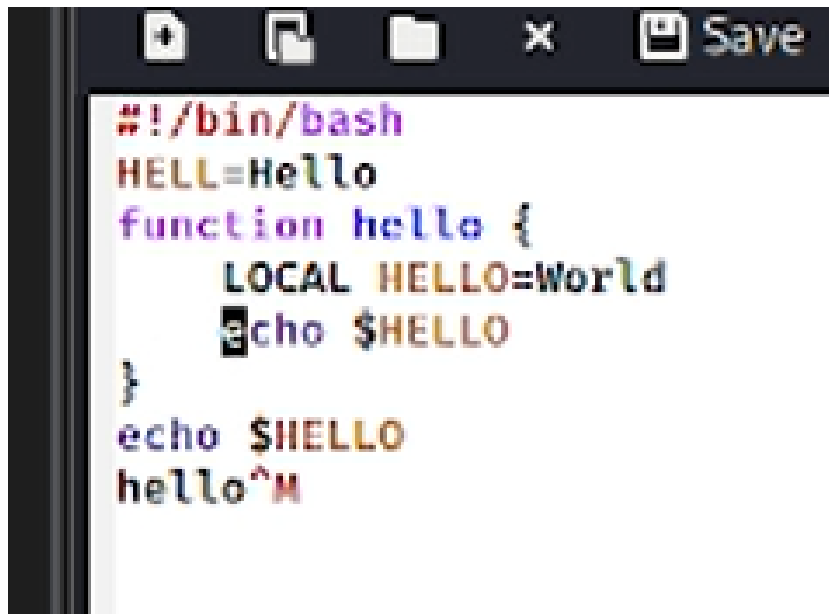 Save
#!/bin/bash
HELL=Hello
function hello {
    LOCAL HELLO=World
    echo $HELLO
}
echo $HELLO
hello^M